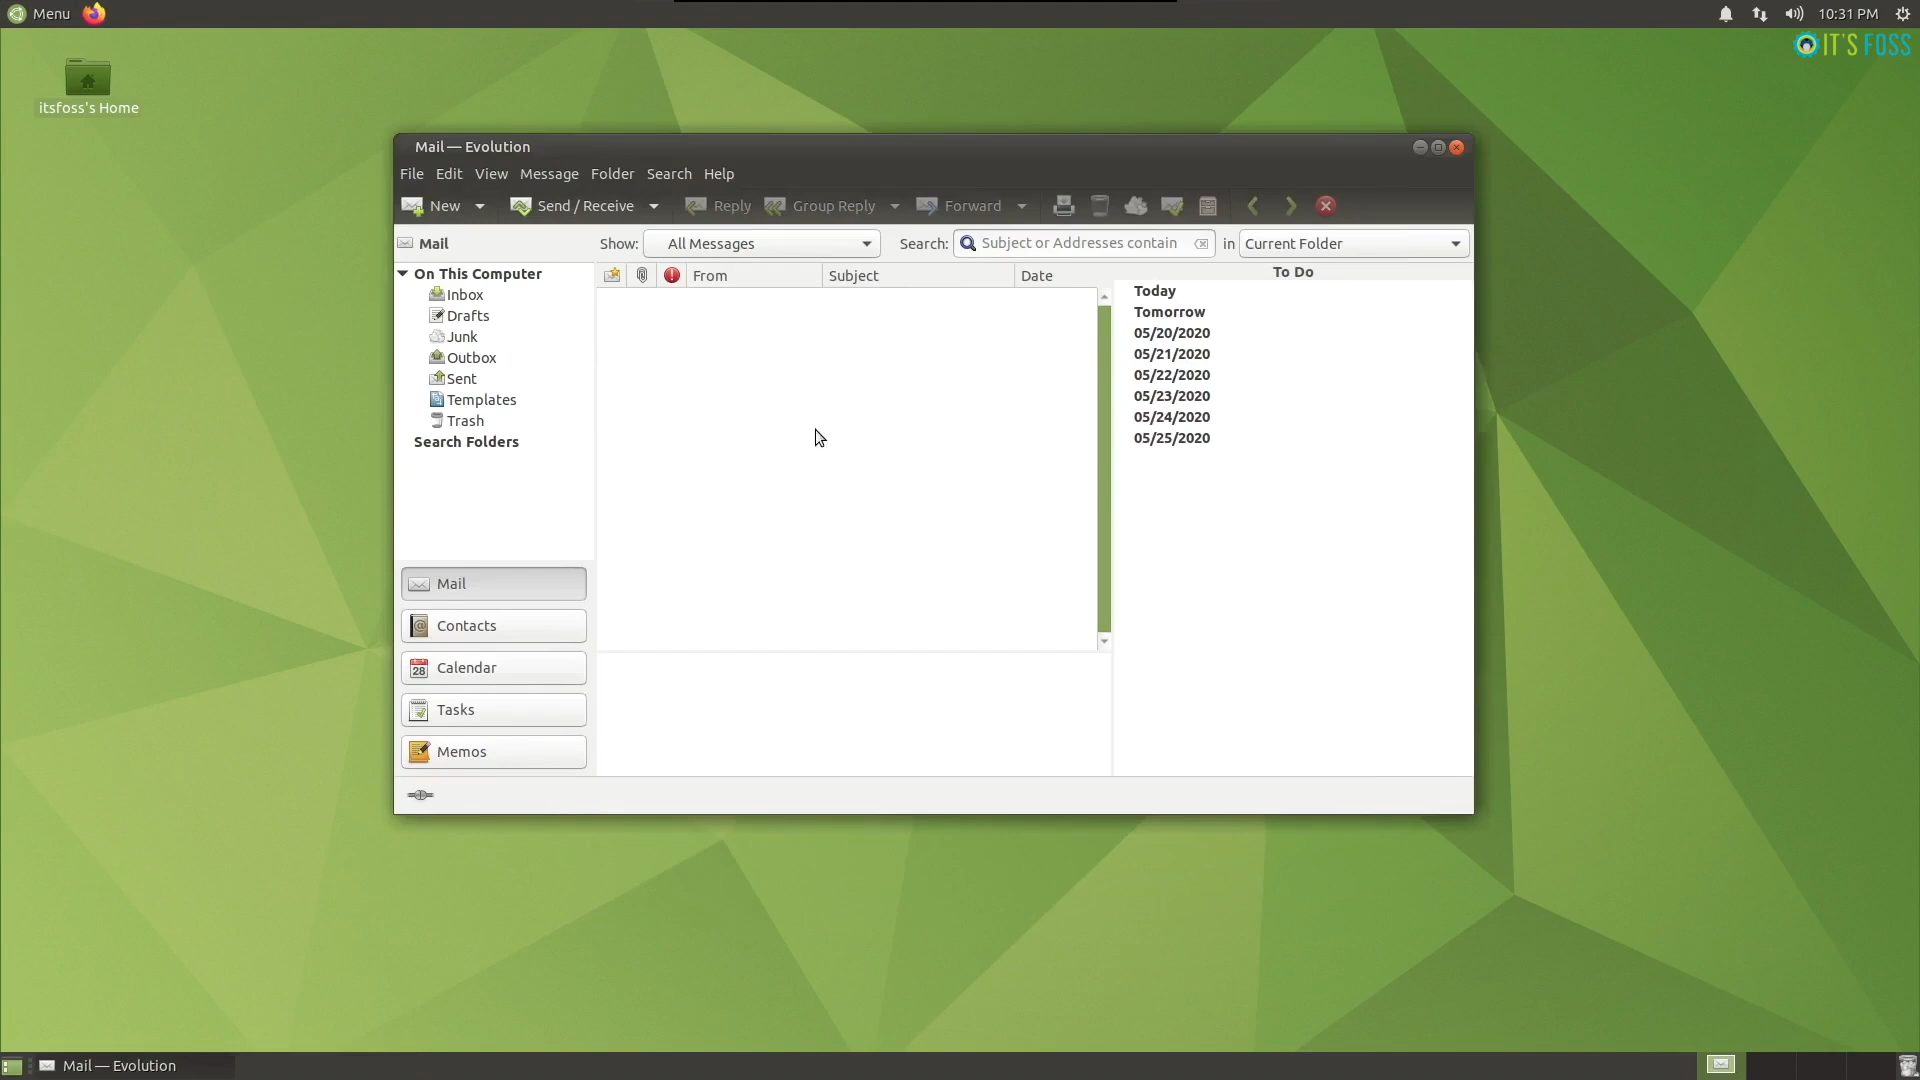 Menu 10:31 PM
IT'S FOSS
itsfoss's Home
Mail — Evolution
File Edit View Message Folder Search Help
New Send / Receive Reply Group Reply Forward
Mail Show: All Messages Search: Subject or Addresses contain in Current Folder
On This Computer
Inbox
Drafts
Junk
Outbox
Sent
Templates
Trash
Search Folders
From Subject Date
To Do
Today
Tomorrow
05/20/2020
05/21/2020
05/22/2020
05/23/2020
05/24/2020
05/25/2020
Mail
Contacts
28
Calendar
Tasks
Memos
Mail — Evolution